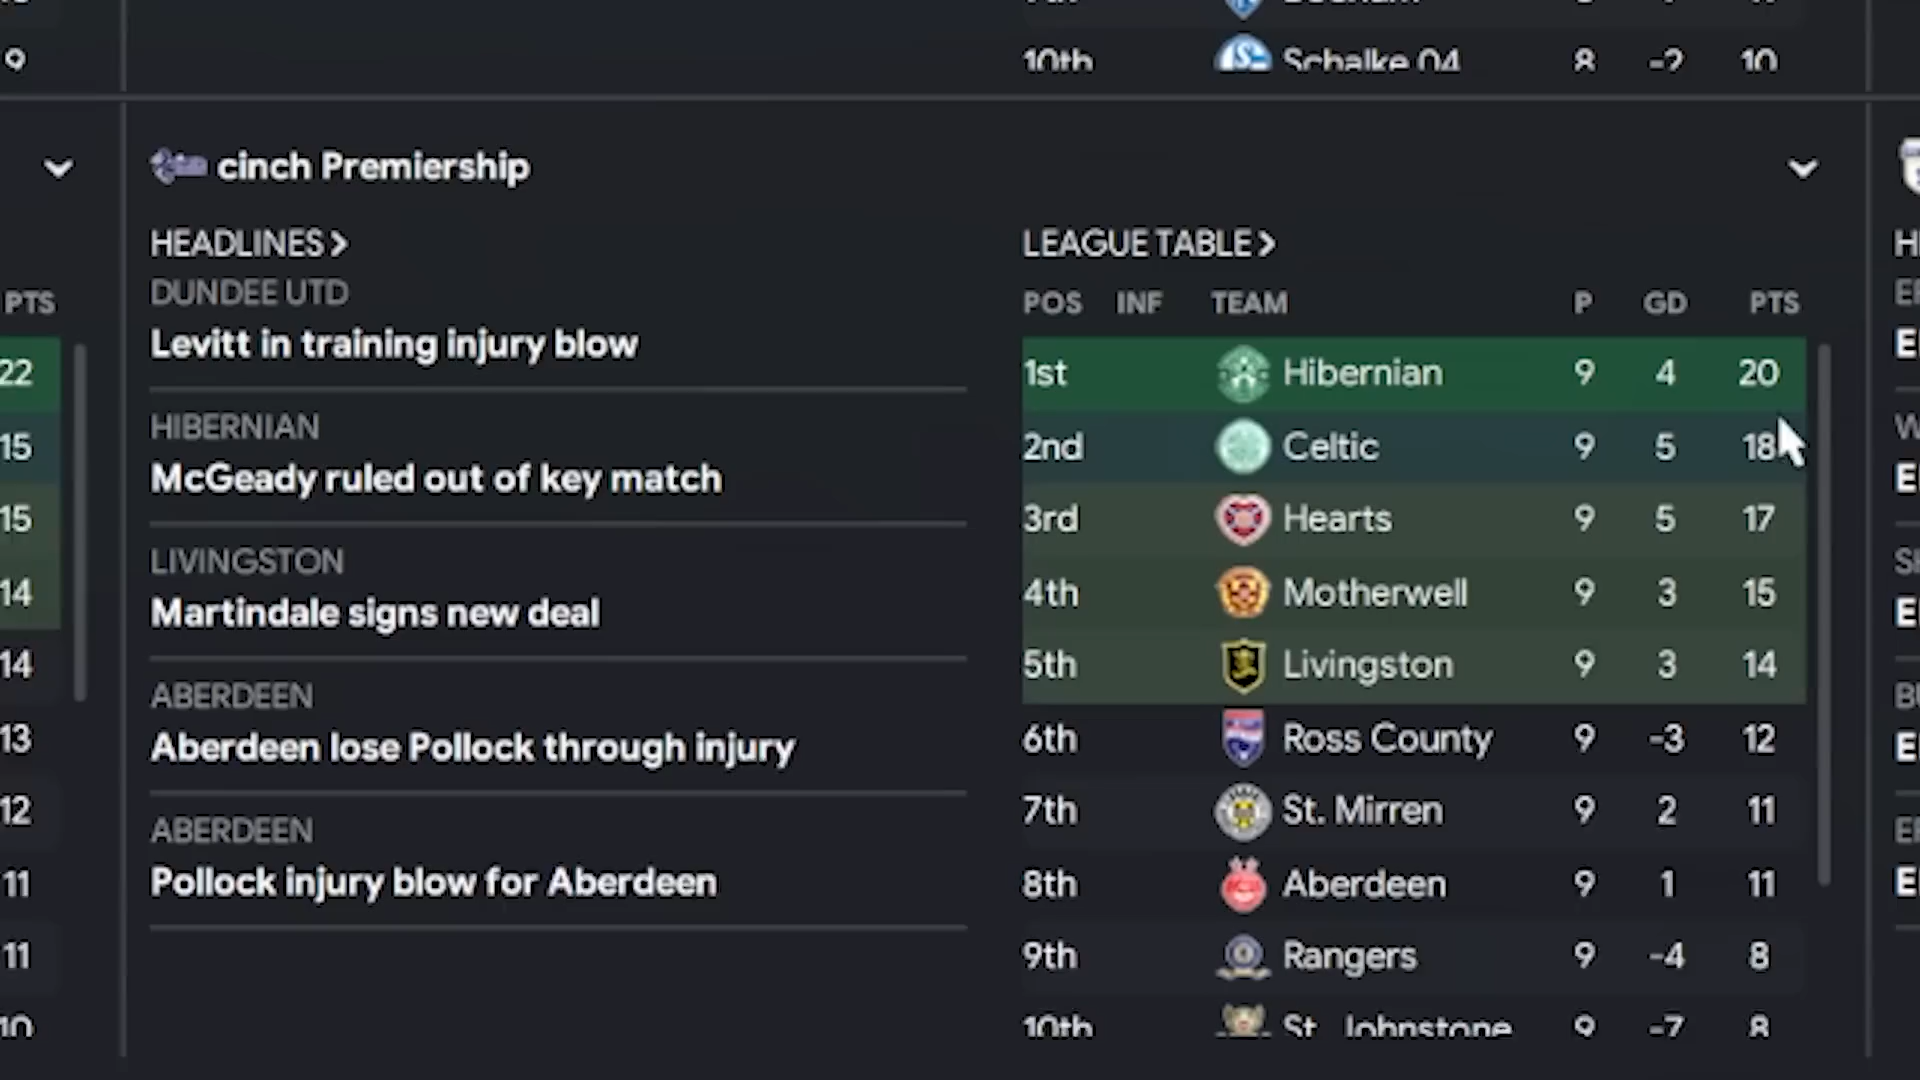 9
10th Schalke 04 8 -2 10
cinch Premiership
HEADLINES >
LEAGUE TABLE >
DUNDEE UTD
Levitt in training injury blow
HIBERNIAN
McGeady ruled out of key match
LIVINGSTON
Martindale signs new deal
ABERDEEN
Aberdeen lose Pollock through injury
ABERDEEN
Pollock injury blow for Aberdeen
POS INF TEAM P GD PTS
1st Hibernian 9 4 20
2nd Celtic 9 5 18
3rd Hearts 9 5 17
4th Motherwell 9 3 15
5th Livingston 9 3 14
6th Ross County 9 -3 12
7th St. Mirren 9 2 11
8th Aberdeen 9 1 11
9th Rangers 9 -4 8
10th St. Johnstone 9 -7 8
PTS
22
15
15
14
14
13
12
11
11
10